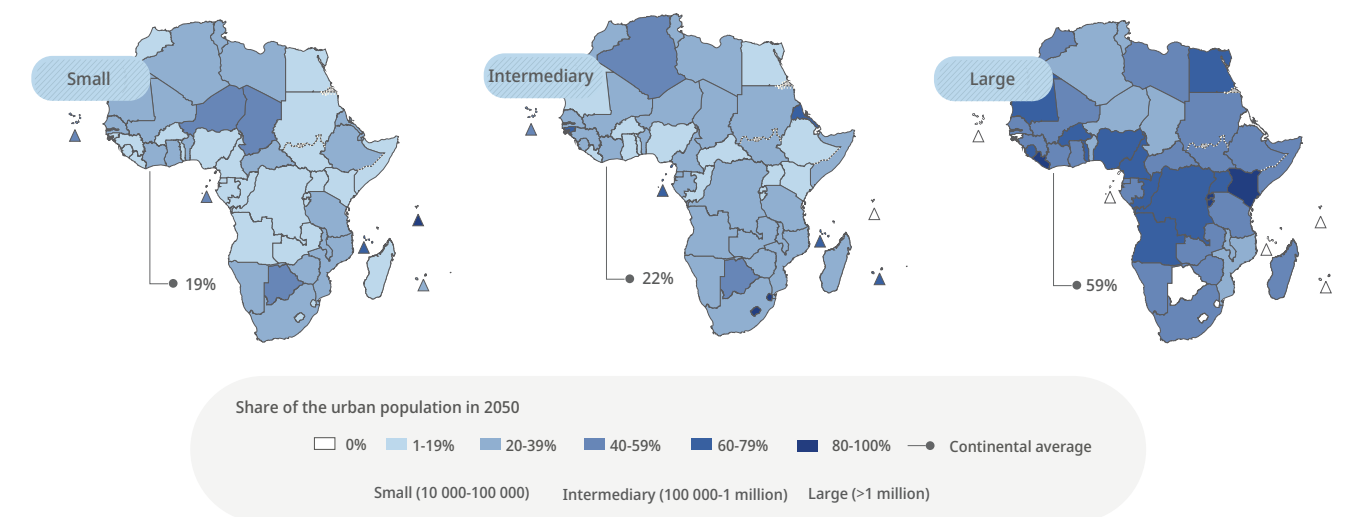 Small
Intermediary
Large
19%
22%
59%
Share of the urban population in 2050
0%
1-19%
20-39%
40-59%
60-79%
80-100%
Continental average
Small (10 000-100 000)
Intermediary (100 000-1 million)
Large (>1 million)